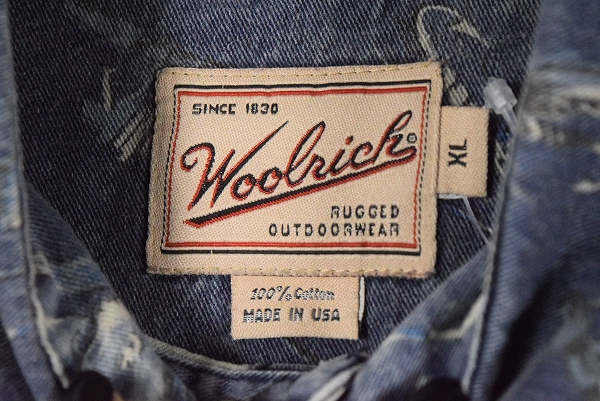 SINCE 1830
Woolrich®
RUGGED
OUTDOORWEAR
XL
100% Cotton
MADE IN USA